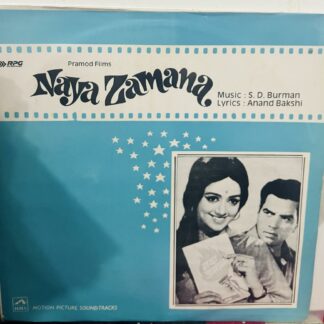 RPG
Pramod Films
Naya Zamana
Music : S. D. Burman
Lyrics : Anand Bakshi
MOTION PICTURE SOUNDTRACKS